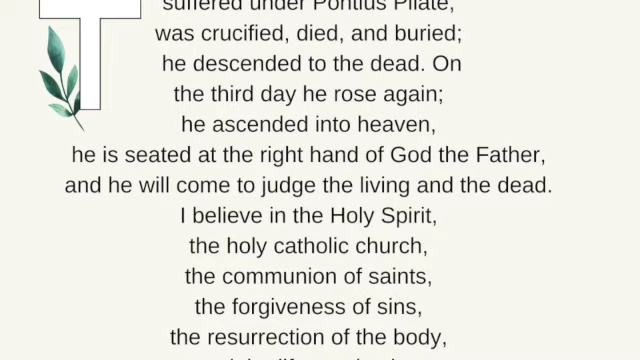 suffered under Pontius Pilate,
was crucified, died, and buried;
he descended to the dead. On
the third day he rose again;
he ascended into heaven,
he is seated at the right hand of God the Father,
and he will come to judge the living and the dead.
I believe in the Holy Spirit,
the holy catholic church,
the communion of saints,
the forgiveness of sins,
the resurrection of the body,